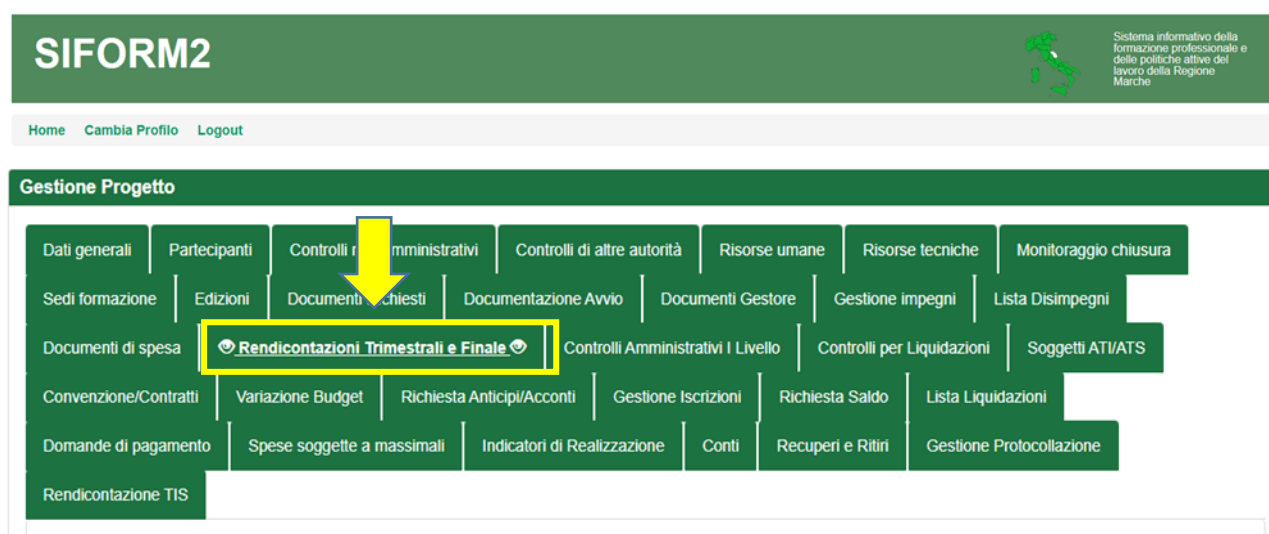 SIFORM2
Sistema informativo della
formazione professionale e
delle politiche attive del
lavoro della Regione
Marche
Home Cambia Profilo Logout
Gestione Progetto
Dati generali Partecipanti Controlli Controlli di altre autorità Risorse umane Risorse tecniche Monitoraggio chiusura
Sedi formazione Edizioni Documenti Documentazione Avvio Documenti Gestore Gestione impegni Lista Disimpegni
Documenti di spesa Rendicontazioni Trimestrali e Finale Controlli Amministrativi I Livello Controlli per Liquidazioni Soggetti ATI/ATS
Convenzione/Contratti Variazione Budget Richiesta Anticipi/Acconti Gestione Iscrizioni Richiesta Saldo Lista Liquidazioni
Domande di pagamento Spese soggette a massimali Indicatori di Realizzazione Conti Recuperi e Ritiri Gestione Protocollazione
Rendicontazione TIS